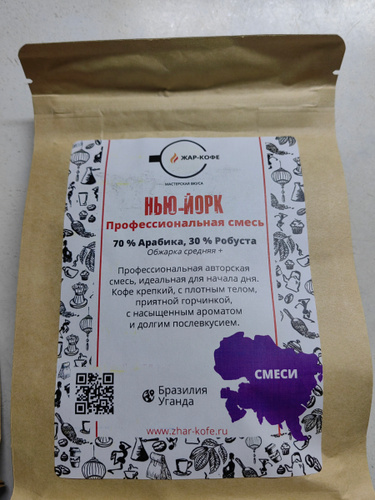 ЖАР-КОФЕ
МАСТЕРСКАЯ ВКУСА
НЬЮ-ЙОРК
Профессиональная смесь
70 % Арабика, 30 % Робуста
Обжарка средняя +
Профессиональная авторская
смесь, идеальная для начала дня.
Кофе крепкий, с плотным телом,
приятной горчинкой,
с насыщенным ароматом
и долгим послевкусием.
СМЕСИ
Бразилия
Уганда
www.zhar-kofe.ru